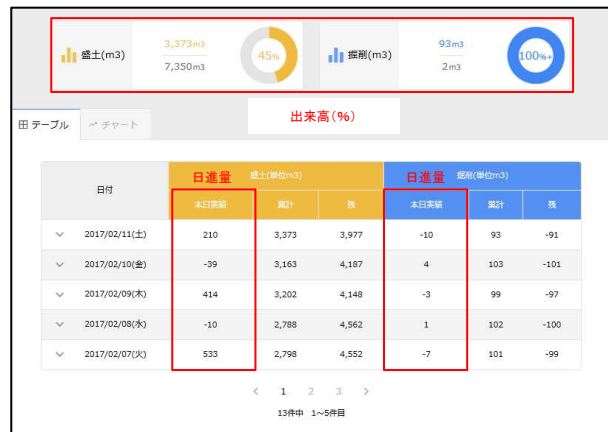 盛土(m3) 3,373m3 45% 掘削(m3) 93m3 100%+
7,350m3 2m3
出来高(%)
テーブル チャート
日付 日進量 盛土(単位m3) 日進量 掘削(単位m3)
本日実績 累計 残 本日実績 累計 残
2017/02/11(土) 210 3,373 3,977 -10 93 -91
2017/02/10(金) -39 3,163 4,187 4 103 -101
2017/02/09(木) 414 3,202 4,148 -3 99 -97
2017/02/08(水) -10 2,788 4,562 1 102 -100
2017/02/07(火) 533 2,798 4,552 -7 101 -99
< 1 2 3 >
13件中 1〜5件目